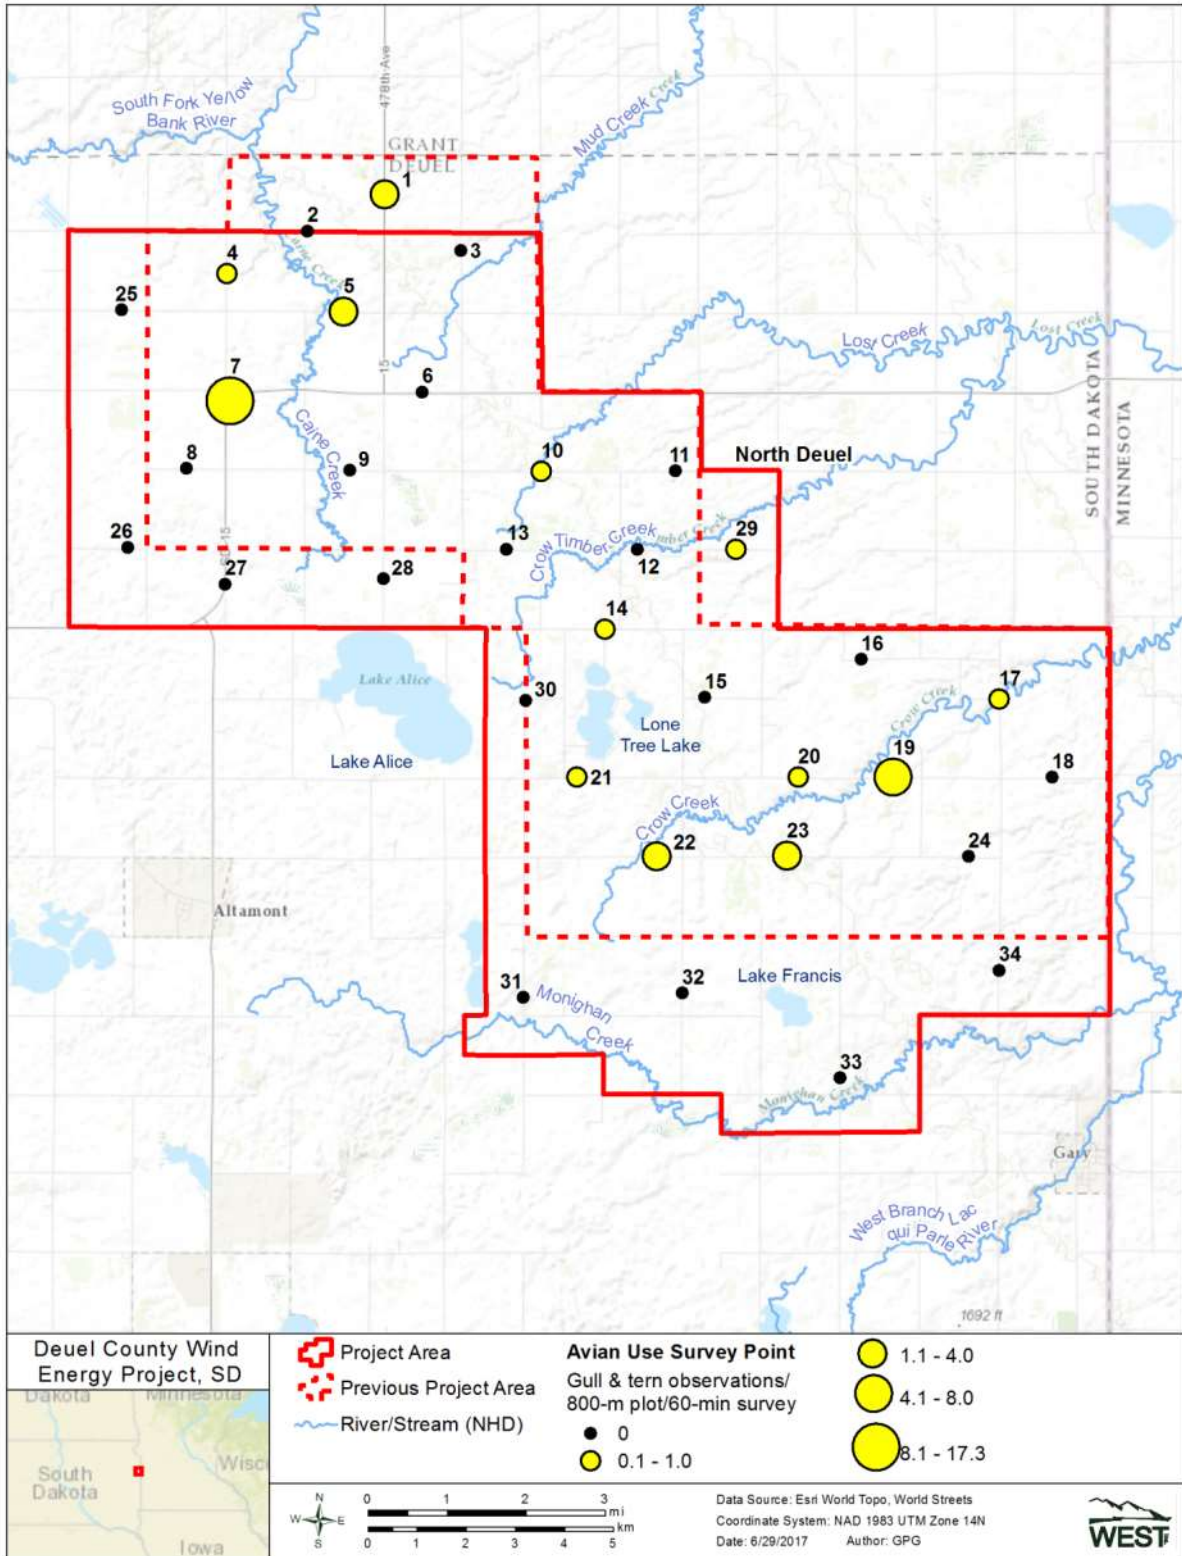 South Fork Yellow
Bank River
478th Ave
Mud Creek
Creek
GRANT
DEUEL
1
2
3
4
Creek
5
25
15
Lost Creek
Lost Creek
SOUTH DAKOTA
MINNESOTA
7
6
Caine Creek
8
9
10
11
North Deuel
26
13
Crow Timber Creek
mber Creek
12
29
27
28
14
16
Lake Alice
30
15
Crow Creek
17
Lone
Tree Lake
Lake Alice
21
20
19
18
Crow Creek
22
23
24
Altamont
31
32
Lake Francis
34
Monighan
Creek
33
Monighan Creek
Gary
West Branch Lac
qui Parle River
1692 ft
Deuel County Wind
Energy Project, SD
Dakota
Minnesota
South
Dakota
Wisc
Iowa
Project Area
Previous Project Area
River/Stream (NHD)
Avian Use Survey Point
Gull & tern observations/
800-m plot/60-min survey
0
0.1 - 1.0
1.1 - 4.0
4.1 - 8.0
8.1 - 17.3
N
W E
S
0 1 2 3
mi
km
0 1 2 3 4 5
Data Source: Esri World Topo, World Streets
Coordinate System: NAD 1983 UTM Zone 14N
Date: 6/29/2017 Author: GPG
WEST